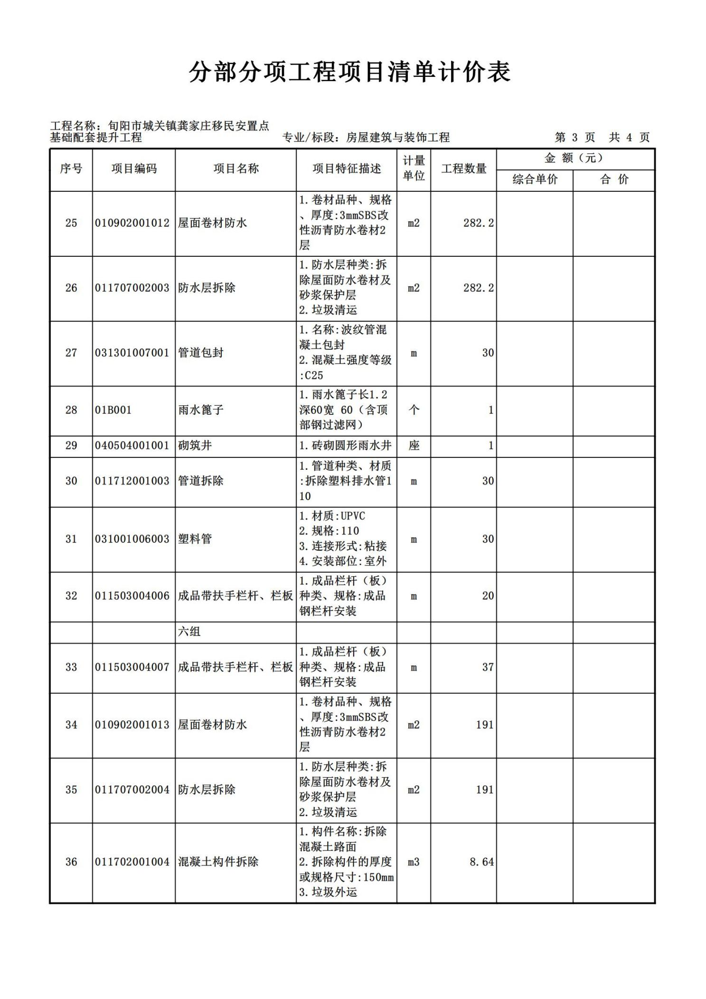 分部分项工程项目清单计价表
工程名称：旬阳市城关镇龚家庄移民安置点
基础配套提升工程 专业/标段：房屋建筑与装饰工程 第 3 页 共 4 页
序号 项目编码 项目名称 项目特征描述 计量单位 工程数量 金 额（元）
综合单价 合 价
25 010902001012 屋面卷材防水 1.卷材品种、规格
、厚度:3mmSBS改
性沥青防水卷材2
层 m2 282.2
26 011707002003 防水层拆除 1.防水层种类:拆
除屋面防水卷材及
砂浆保护层
2.垃圾清运 m2 282.2
27 031301007001 管道包封 1.名称:波纹管混
凝土包封
2.混凝土强度等级
:C25 m 30
28 01B001 雨水篦子 1.雨水篦子长1.2
深60宽 60（含顶
部钢过滤网） 个 1
29 040504001001 砌筑井 1.砖砌圆形雨水井 座 1
30 011712001003 管道拆除 1.管道种类、材质
:拆除塑料排水管1
10 m 30
31 031001006003 塑料管 1.材质:UPVC
2.规格:110
3.连接形式:粘接
4.安装部位:室外 m 30
32 011503004006 成品带扶手栏杆、栏板 1.成品栏杆（板）
种类、规格:成品
钢栏杆安装 m 20
六组
33 011503004007 成品带扶手栏杆、栏板 1.成品栏杆（板）
种类、规格:成品
钢栏杆安装 m 37
34 010902001013 屋面卷材防水 1.卷材品种、规格
、厚度:3mmSBS改
性沥青防水卷材2
层 m2 191
35 011707002004 防水层拆除 1.防水层种类:拆
除屋面防水卷材及
砂浆保护层
2.垃圾清运 m2 191
36 011702001004 混凝土构件拆除 1.构件名称:拆除
混凝土路面
2.拆除构件的厚度
或规格尺寸:150mm
3.垃圾外运 m3 8.64